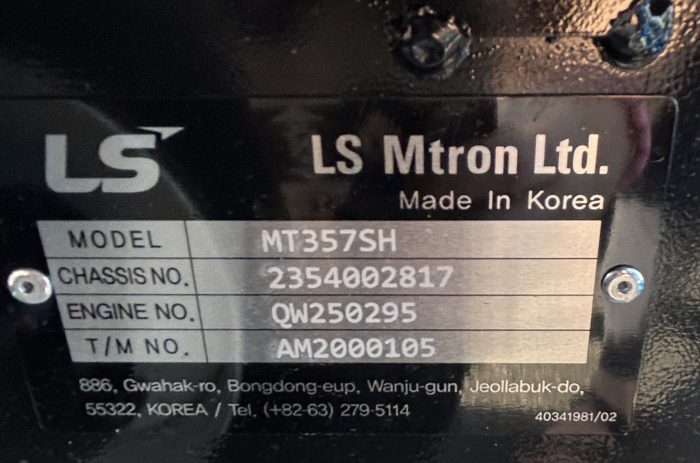 LS
LS Mtron Ltd.
Made In Korea
MODEL MT357SH
CHASSIS NO. 2354002817
ENGINE NO. QW250295
T/M NO. AM2000105
886, Gwahak-ro, Bongdong-eup, Wanju-gun, Jeollabuk-do,
55322, KOREA / Tel. (+82-63) 279-5114
40341981/02